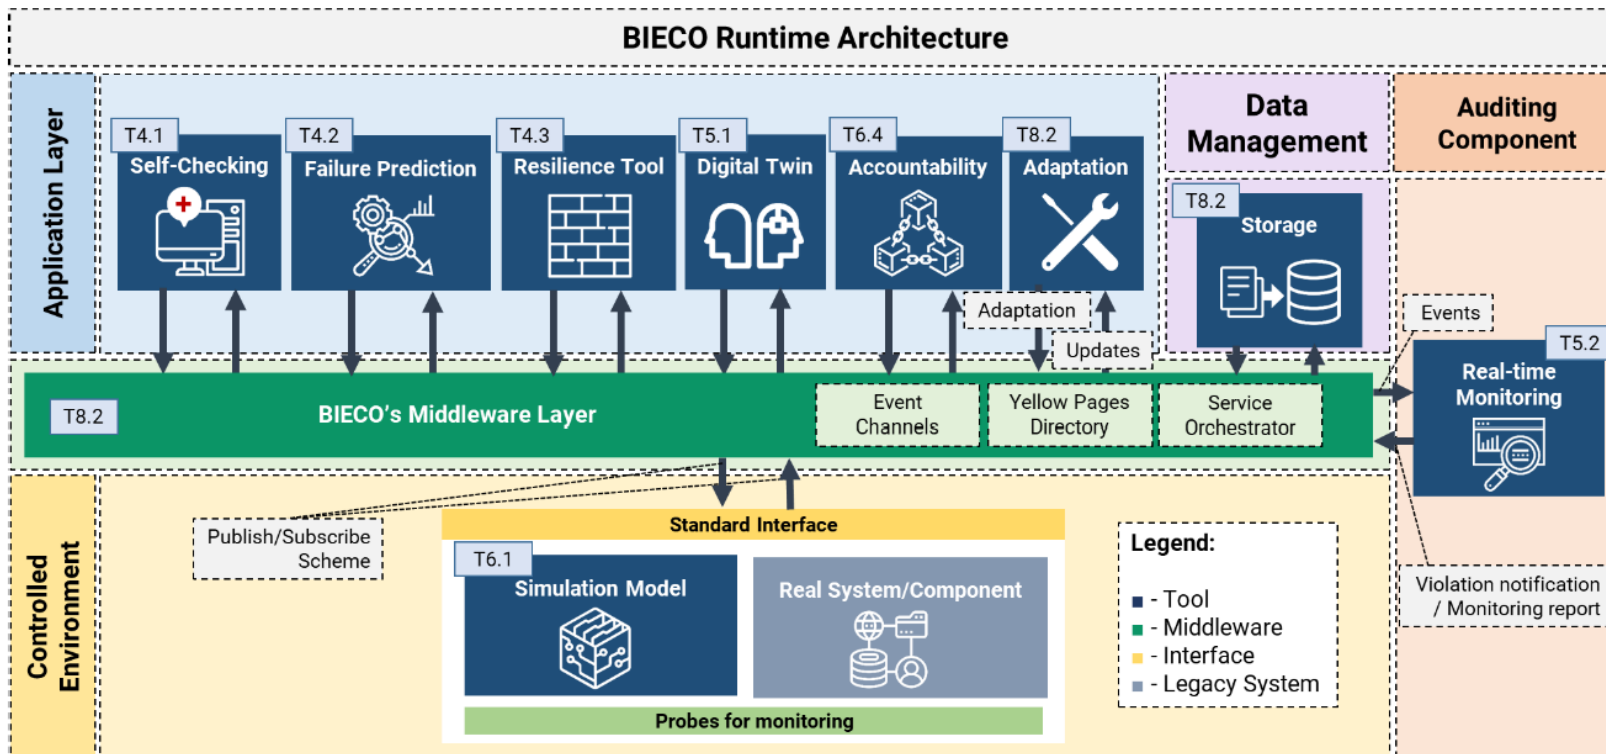 BIECO Runtime Architecture
Application Layer
T4.1
Self-Checking
T4.2
Failure Prediction
T4.3
Resilience Tool
T5.1
Digital Twin
T6.4
Accountability
T8.2
Adaptation
Data
Management
Auditing
Component
T8.2
Storage
Adaptation
Updates
Events
T5.2
Real-time
Monitoring
T8.2
BIECO's Middleware Layer
Event
Channels
Yellow Pages
Directory
Service
Orchestrator
Controlled
Environment
Publish/Subscribe
Scheme
Standard Interface
T6.1
Simulation Model
Real System/Component
Probes for monitoring
Legend:
- Tool
- Middleware
- Interface
- Legacy System
Violation notification
/ Monitoring report